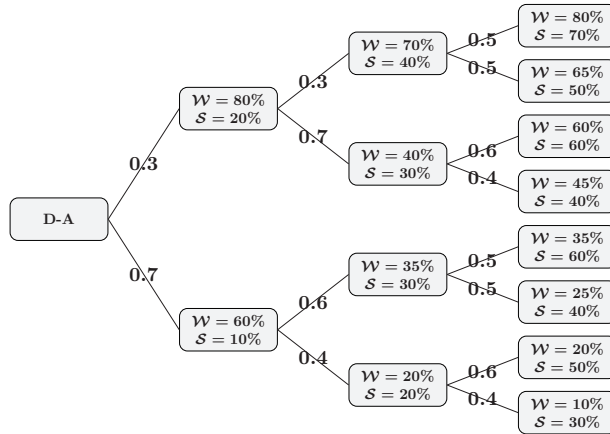 𝒲 = 80%
𝒮 = 70%
0.5
𝒲 = 70%
𝒮 = 40%
0.5
𝒲 = 65%
𝒮 = 50%
0.3
𝒲 = 80%
𝒮 = 20%
0.7
𝒲 = 60%
𝒮 = 60%
0.6
𝒲 = 40%
𝒮 = 30%
0.4
𝒲 = 45%
𝒮 = 40%
0.3
D-A
0.7
𝒲 = 35%
𝒮 = 60%
0.5
𝒲 = 35%
𝒮 = 30%
0.5
𝒲 = 25%
𝒮 = 40%
0.6
𝒲 = 60%
𝒮 = 10%
0.4
𝒲 = 20%
𝒮 = 50%
0.6
𝒲 = 20%
𝒮 = 20%
0.4
𝒲 = 10%
𝒮 = 30%